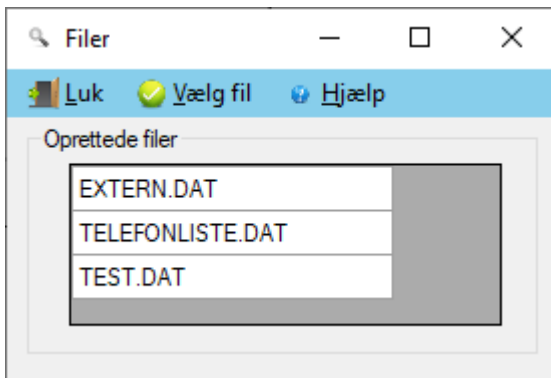 Filer
Luk Vælg fil Hjælp
Oprettede filer
EXTERN.DAT
TELEFONLISTE.DAT
TEST.DAT